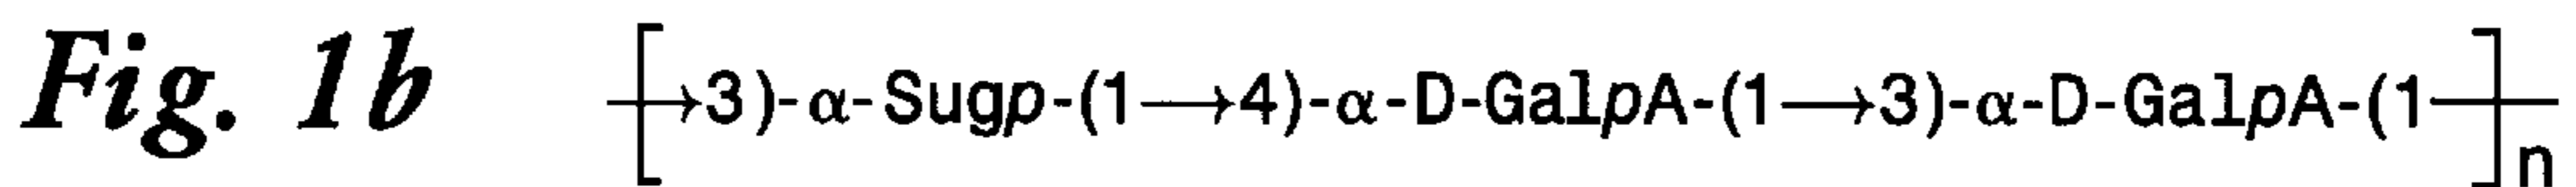 Fig. 1b [→3)-α-Sugp-(1→4)-α-D-GalpA-(1→3)-α-D-GalpA-(1—]n